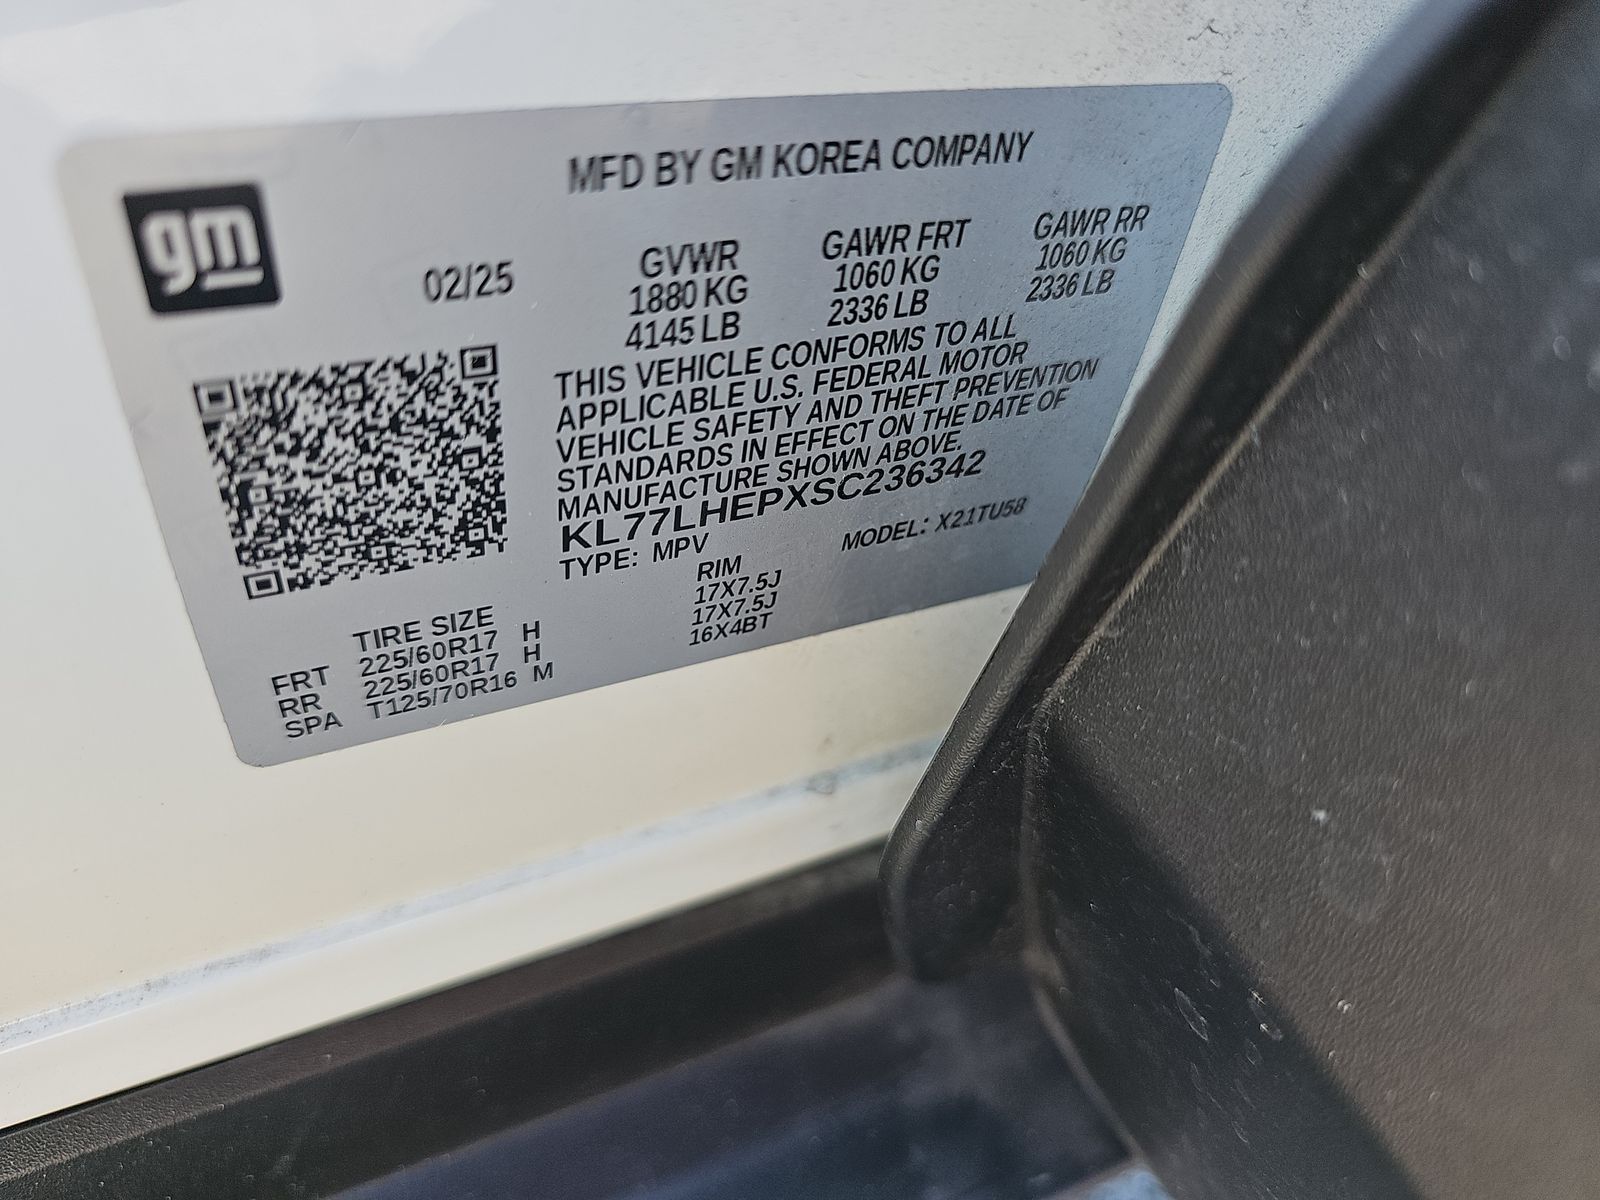 gm
MFD BY GM KOREA COMPANY
02/25
GVWR GAWR FRT GAWR RR
1880 KG 1060 KG 1060 KG
4145 LB 2336 LB 2336 LB
THIS VEHICLE CONFORMS TO ALL
APPLICABLE U.S. FEDERAL MOTOR
VEHICLE SAFETY AND THEFT PREVENTION
STANDARDS IN EFFECT ON THE DATE OF
MANUFACTURE SHOWN ABOVE.
KL77LHEPXSC236342
TYPE: MPV MODEL: X21TU58
TIRE SIZE RIM
FRT 225/60R17 H 17X7.5J
RR 225/60R17 H 17X7.5J
SPA T125/70R16 M 16X4BT